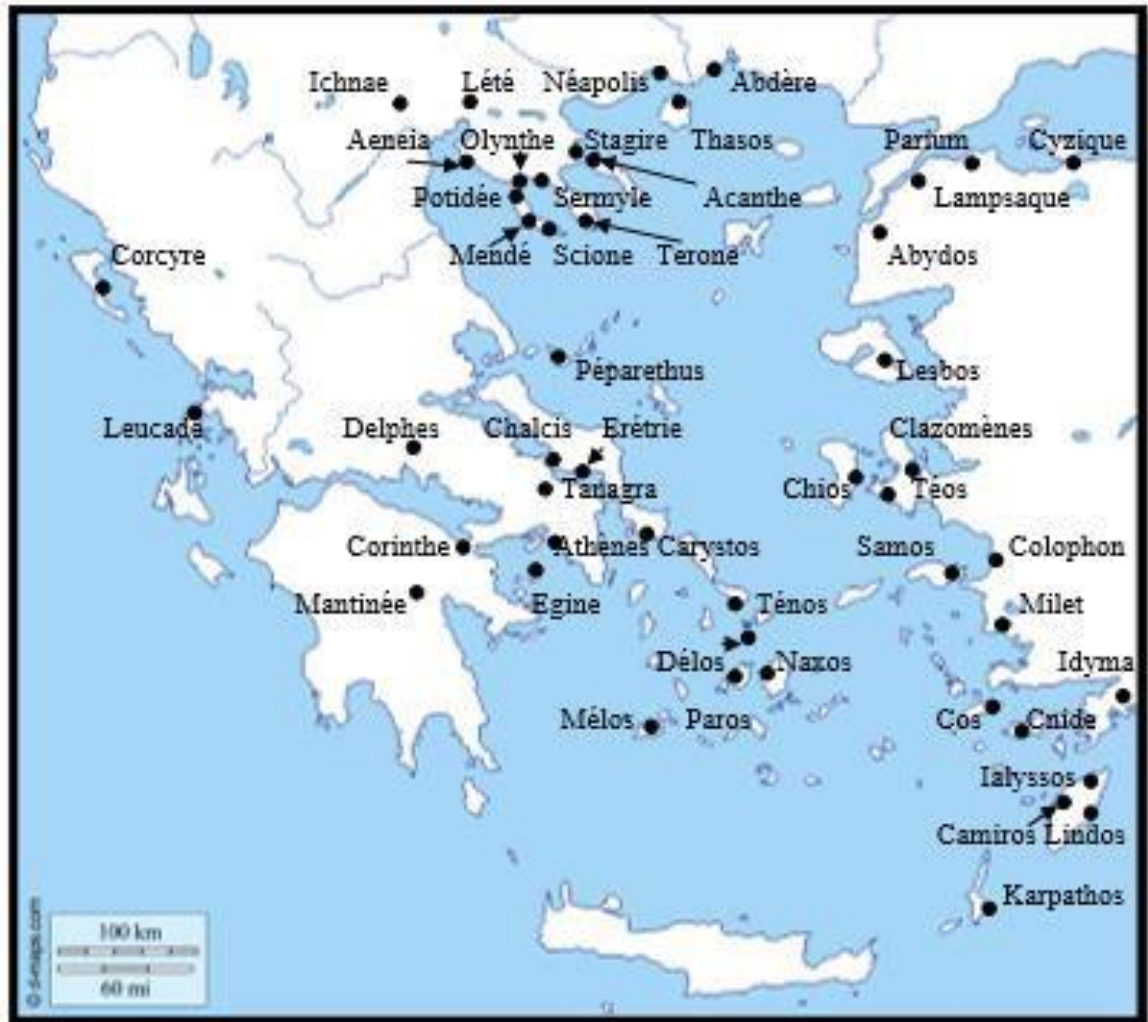 Ichnae
Lété
Néapolis
Abdère
Aeneia
Olynthe
Stagire
Thasos
Parium
Cyzique
Potidée
Sermyle
Acanthe
Lampsaque
Mendé
Scione
Terone
Abydos
Corcyre
Péparethus
Lesbos
Leucade
Delphes
Chalcis
Erétrie
Clazomènes
Tanagra
Chios
Téos
Corinthe
Athènes
Carystos
Samos
Colophon
Mantinée
Egine
Ténos
Milet
Délos
Naxos
Idyma
Mélos
Paros
Cos
Cnide
Ialyssos
Camiros
Lindos
Karpathos
100 km
60 mi
© d-maps.com